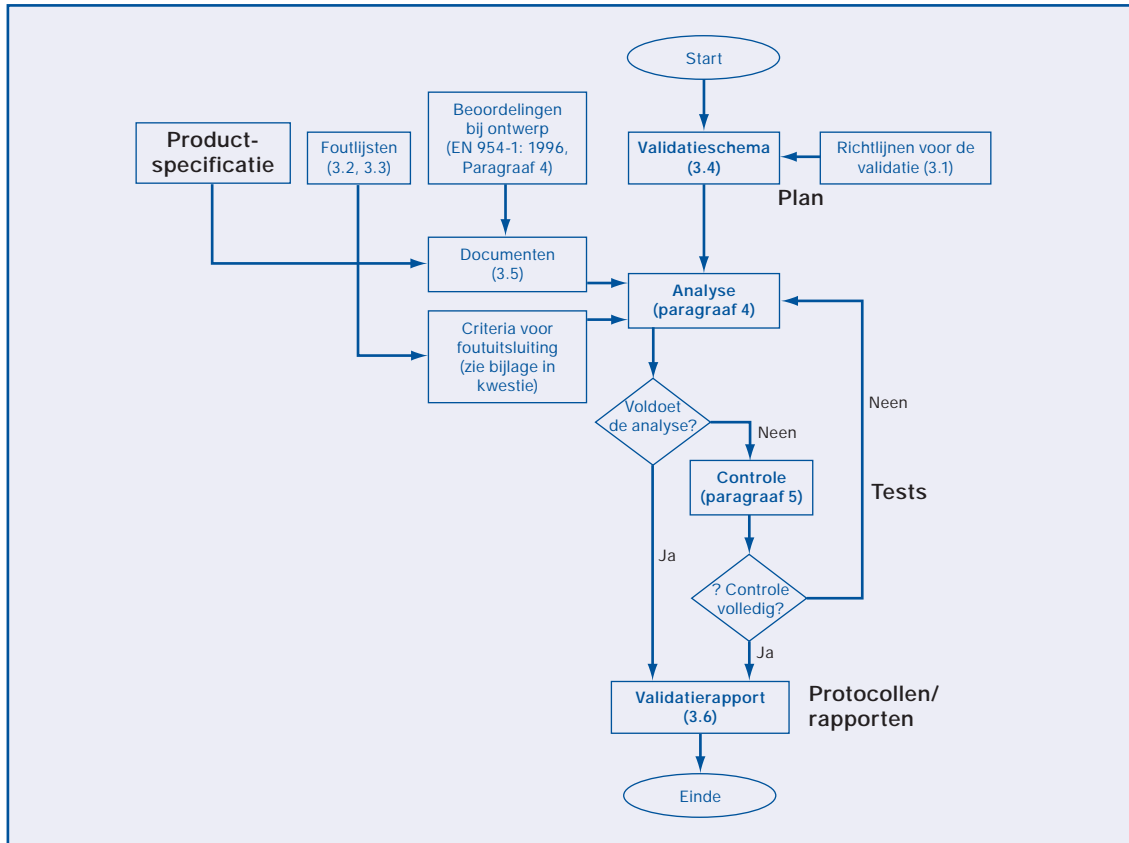 Start
Beoordelingen
bij ontwerp
(EN 954-1: 1996,
Paragraaf 4)
Product-
specificatie
Foutlijsten
(3.2, 3.3)
Validatieschema
(3.4)
Richtlijnen voor de
validatie (3.1)
Plan
Documenten
(3.5)
Analyse
(paragraaf 4)
Criteria voor
foutuitsluiting
(zie bijlage in
kwestie)
Voldoet
de analyse?
Neen
Neen
Controle
(paragraaf 5)
Tests
Ja
? Controle
volledig?
Ja
Validatierapport
(3.6)
Protocollen/
rapporten
Einde